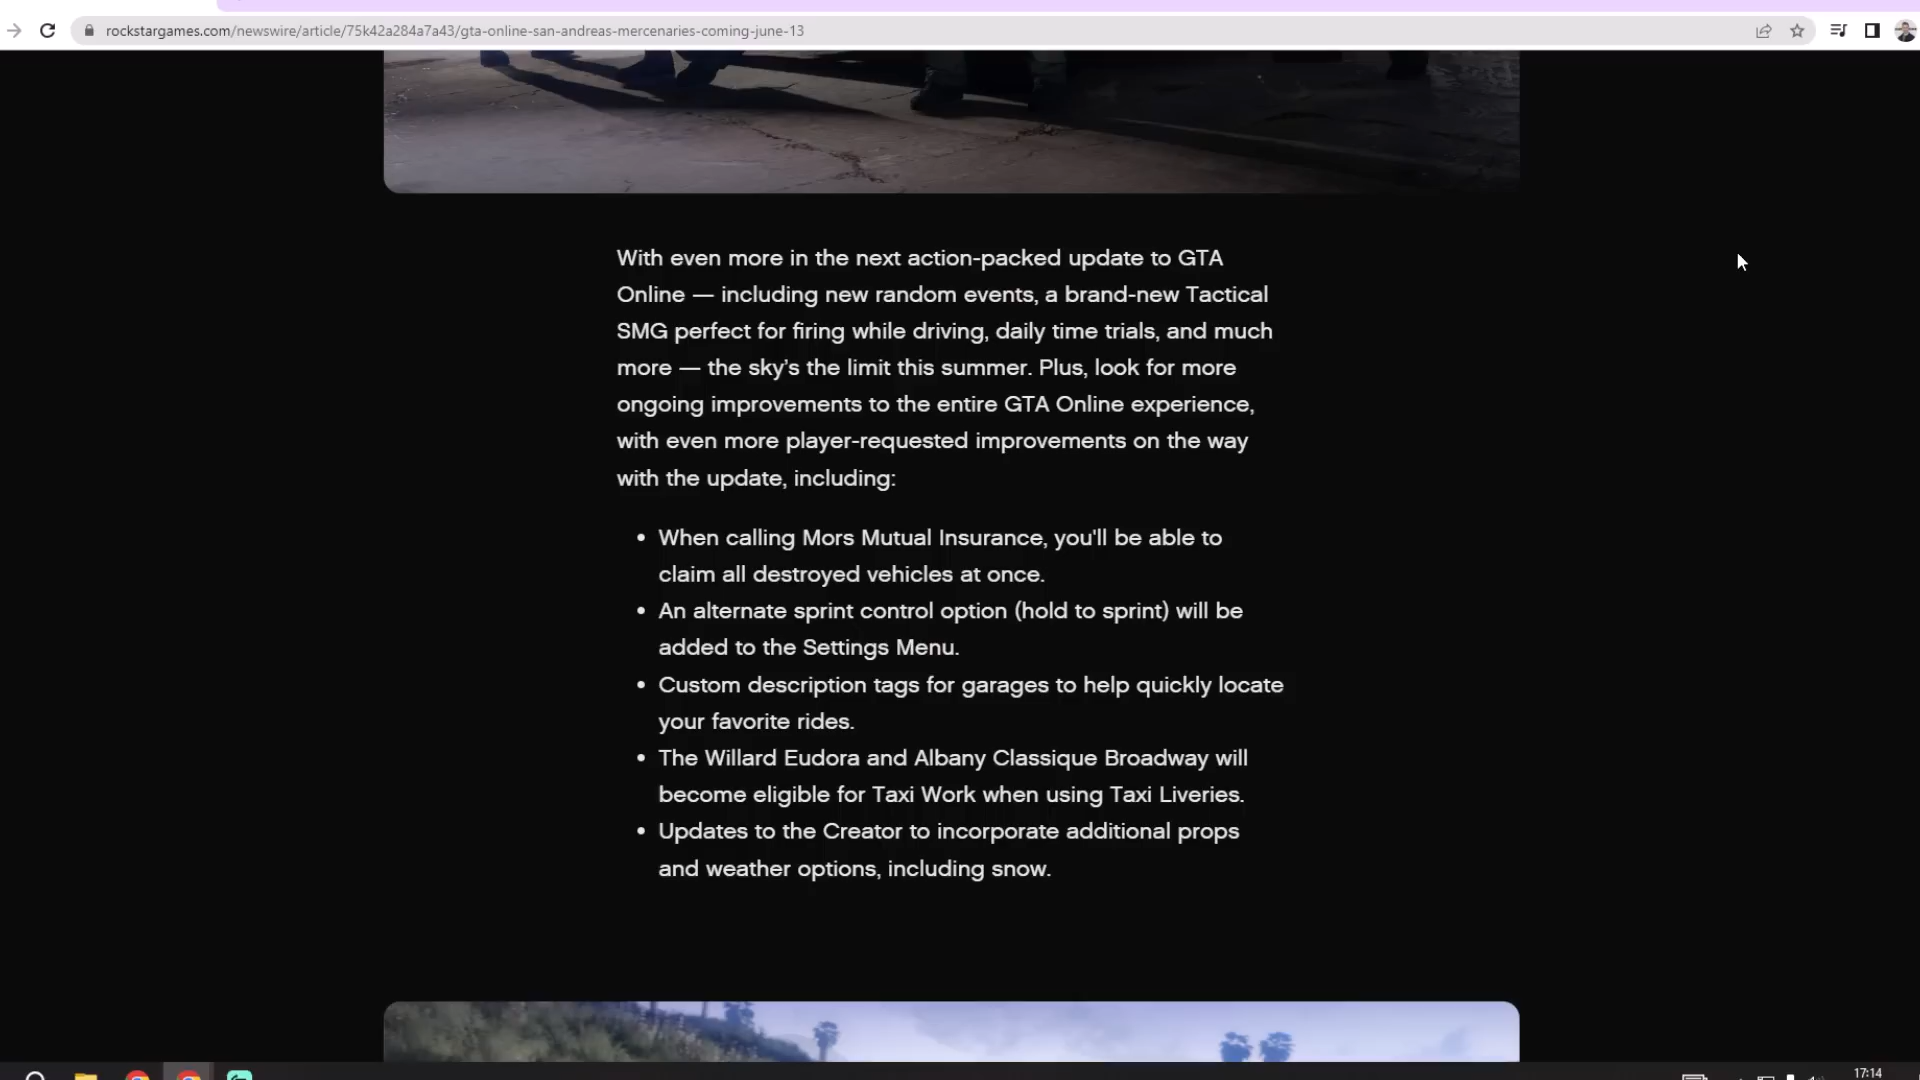 rockstargames.com/newswire/article/75k42a284a7a43/gta-online-san-andreas-mercenaries-coming-june-13
With even more in the next action-packed update to GTA
Online — including new random events, a brand-new Tactical
SMG perfect for firing while driving, daily time trials, and much
more — the sky's the limit this summer. Plus, look for more
ongoing improvements to the entire GTA Online experience,
with even more player-requested improvements on the way
with the update, including:
• When calling Mors Mutual Insurance, you'll be able to
claim all destroyed vehicles at once.
• An alternate sprint control option (hold to sprint) will be
added to the Settings Menu.
• Custom description tags for garages to help quickly locate
your favorite rides.
• The Willard Eudora and Albany Classique Broadway will
become eligible for Taxi Work when using Taxi Liveries.
• Updates to the Creator to incorporate additional props
and weather options, including snow.
17:14